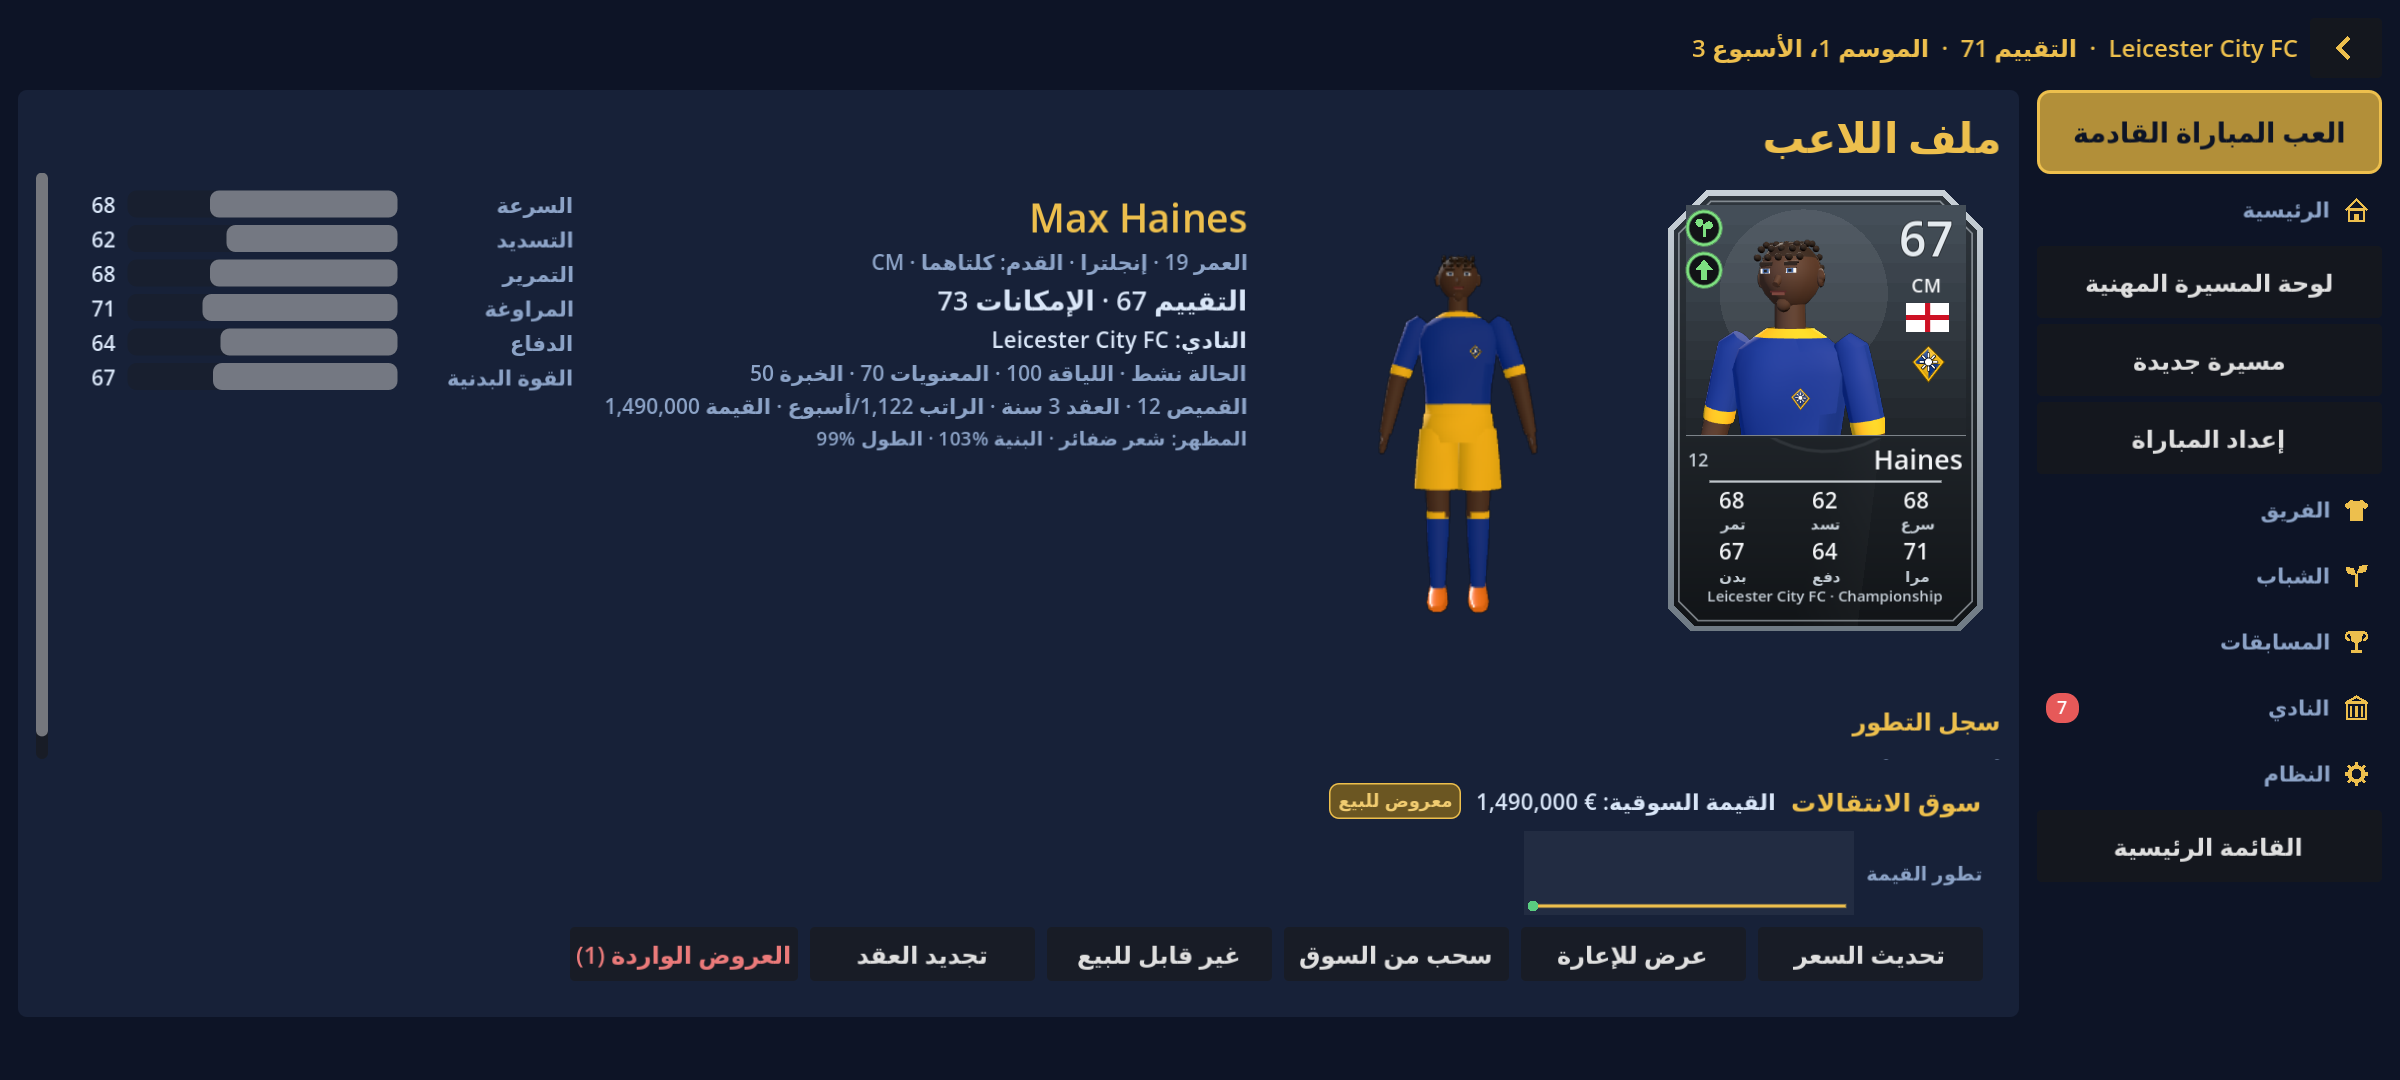 Leicester City FC · التقييم 71 · الموسم 1، الأسبوع 3
العب المباراة القادمة
الرئيسية
لوحة المسيرة المهنية
مسيرة جديدة
إعداد المباراة
الفريق
الشباب
المسابقات
النادي
7
النظام
القائمة الرئيسية
ملف اللاعب
67
CM
Haines
12
68 62 68
سرع تسد تمر
71 64 67
مرا دفع بدن
Leicester City FC · Championship
Max Haines
العمر 19 · إنجلترا · القدم: كلتاهما · CM
التقييم 67 · الإمكانات 73
النادي: Leicester City FC
الحالة نشط · اللياقة 100 · المعنويات 70 · الخبرة 50
القميص 12 · العقد 3 سنة · الراتب 1,122/أسبوع · القيمة 1,490,000
المظهر: شعر ضفائر · البنية 103% · الطول 99%
السرعة 68
التسديد 62
التمرير 68
المراوغة 71
الدفاع 64
القوة البدنية 67
سجل التطور
سوق الانتقالات القيمة السوقية: € 1,490,000 معروض للبيع
تطور القيمة
تحديث السعر
عرض للإعارة
سحب من السوق
غير قابل للبيع
تجديد العقد
العروض الواردة (1)